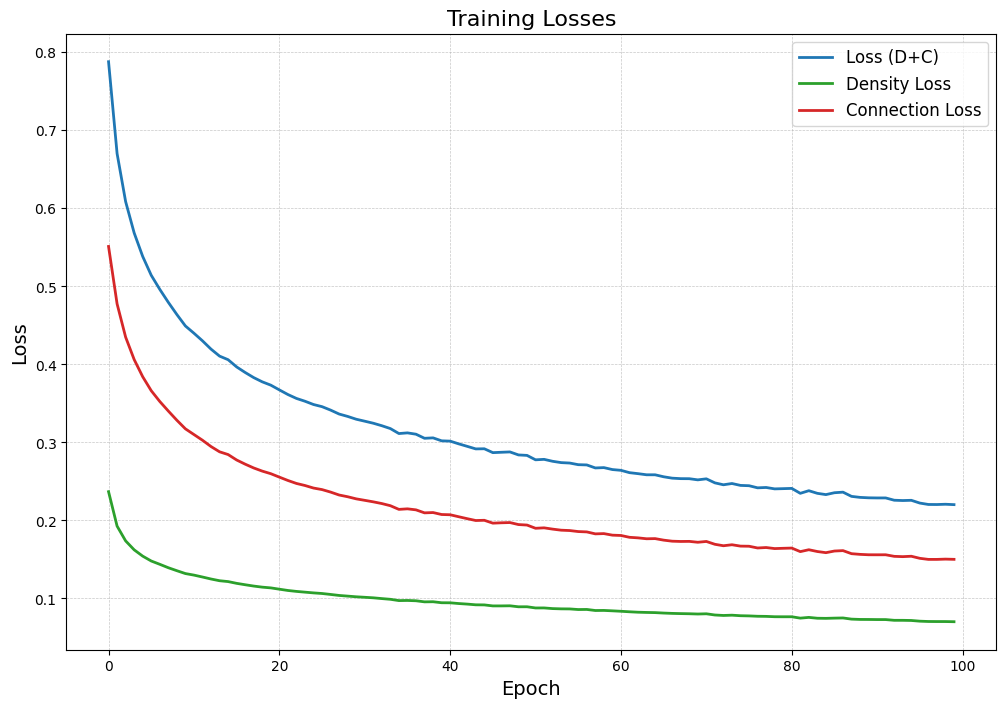 Training Losses
Loss (D+C)
Density Loss
Connection Loss
Loss
0.8
0.7
0.6
0.5
0.4
0.3
0.2
0.1
0 20 40 60 80 100
Epoch